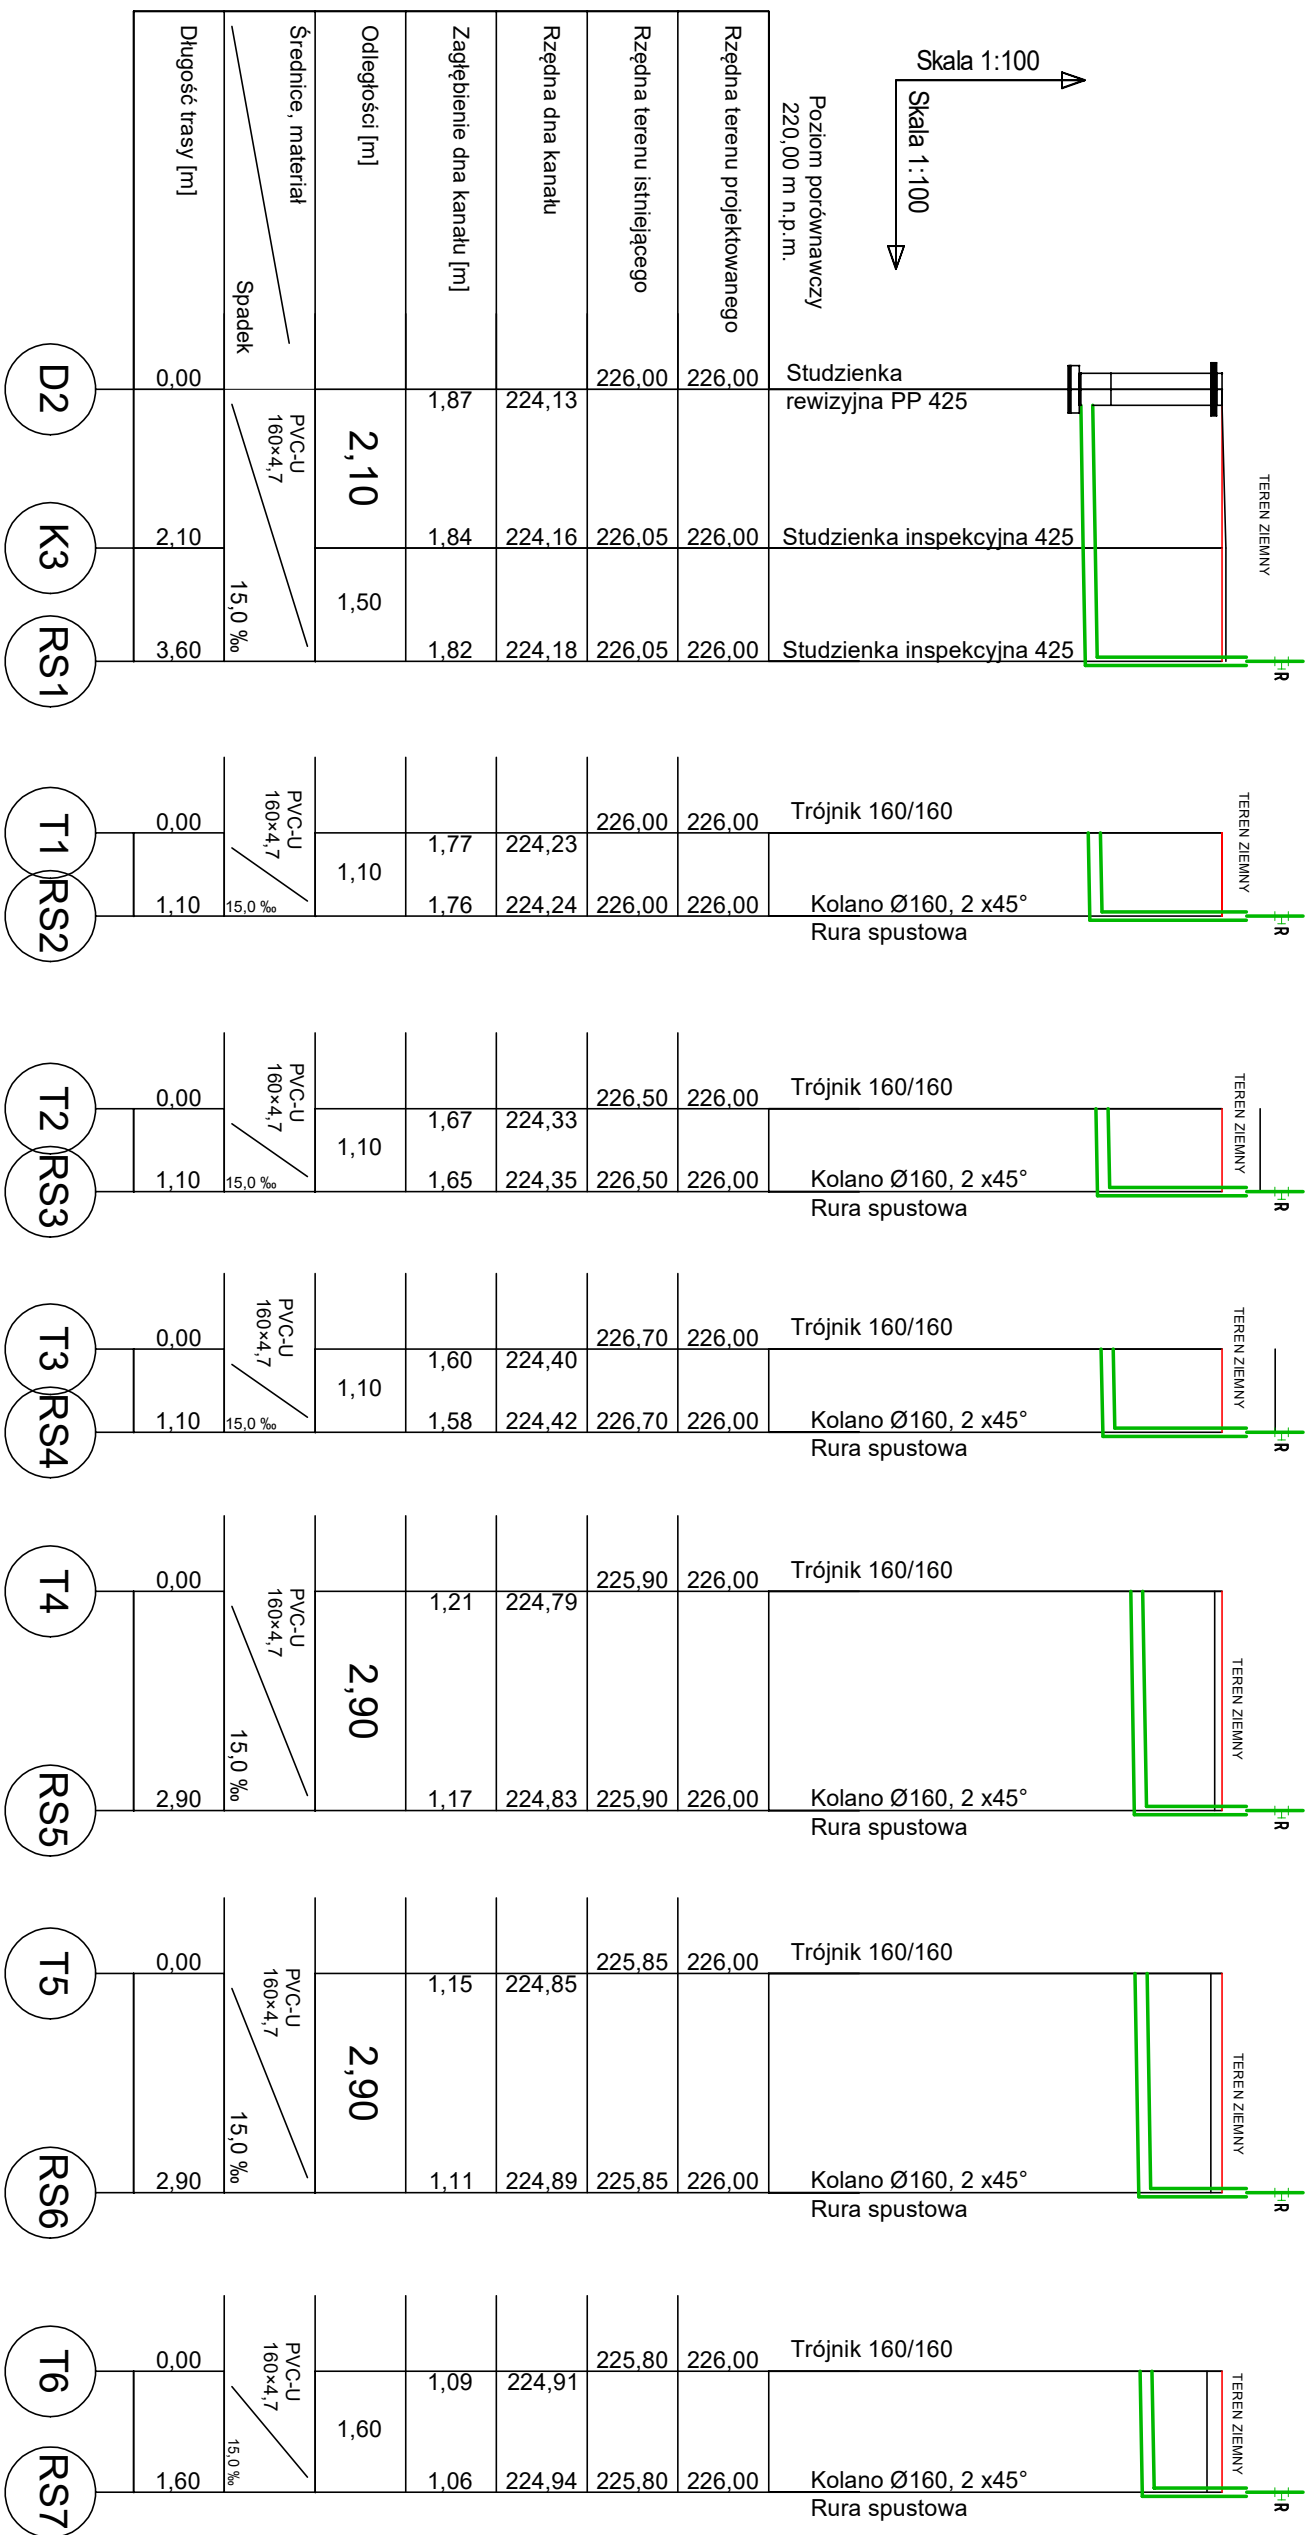 Skala 1:100
Skala 1:100
Poziom porównawczy
220,00 m n.p.m.
Rzędna terenu projektowanego
Rzędna terenu istniejącego
Rzędna dna kanału
Zagłębienie dna kanału [m]
Odległości [m]
Średnice, materiał
Spadek
Długość trasy [m]
TEREN ZIEMNY
Studzienka
rewizyjna PP 425
226,00
226,00
224,13
1,87
0,00
D2
2,10
PVC-U
160×4,7
15,0 ‰
Studzienka inspekcyjna 425
226,00
226,05
224,16
1,84
2,10
K3
1,50
Studzienka inspekcyjna 425
226,00
226,05
224,18
1,82
3,60
RS1
R
TEREN ZIEMNY
Trójnik 160/160
226,00
226,00
224,23
1,77
0,00
T1
1,10
PVC-U
160×4,7
15,0 ‰
Kolano Ø160, 2 x45°
Rura spustowa
226,00
226,00
224,24
1,76
1,10
RS2
R
TEREN ZIEMNY
Trójnik 160/160
226,00
226,50
224,33
1,67
0,00
T2
1,10
PVC-U
160×4,7
15,0 ‰
Kolano Ø160, 2 x45°
Rura spustowa
226,00
226,50
224,35
1,65
1,10
RS3
R
TEREN ZIEMNY
Trójnik 160/160
226,00
226,70
224,40
1,60
0,00
T3
1,10
PVC-U
160×4,7
15,0 ‰
Kolano Ø160, 2 x45°
Rura spustowa
226,00
226,70
224,42
1,58
1,10
RS4
R
TEREN ZIEMNY
Trójnik 160/160
226,00
225,90
224,79
1,21
0,00
T4
2,90
PVC-U
160×4,7
15,0 ‰
Kolano Ø160, 2 x45°
Rura spustowa
226,00
225,90
224,83
1,17
2,90
RS5
R
TEREN ZIEMNY
Trójnik 160/160
226,00
225,85
224,85
1,15
0,00
T5
2,90
PVC-U
160×4,7
15,0 ‰
Kolano Ø160, 2 x45°
Rura spustowa
226,00
225,85
224,89
1,11
2,90
RS6
R
TEREN ZIEMNY
Trójnik 160/160
226,00
225,80
224,91
1,09
0,00
T6
1,60
PVC-U
160×4,7
15,0 ‰
Kolano Ø160, 2 x45°
Rura spustowa
226,00
225,80
224,94
1,06
1,60
RS7
R